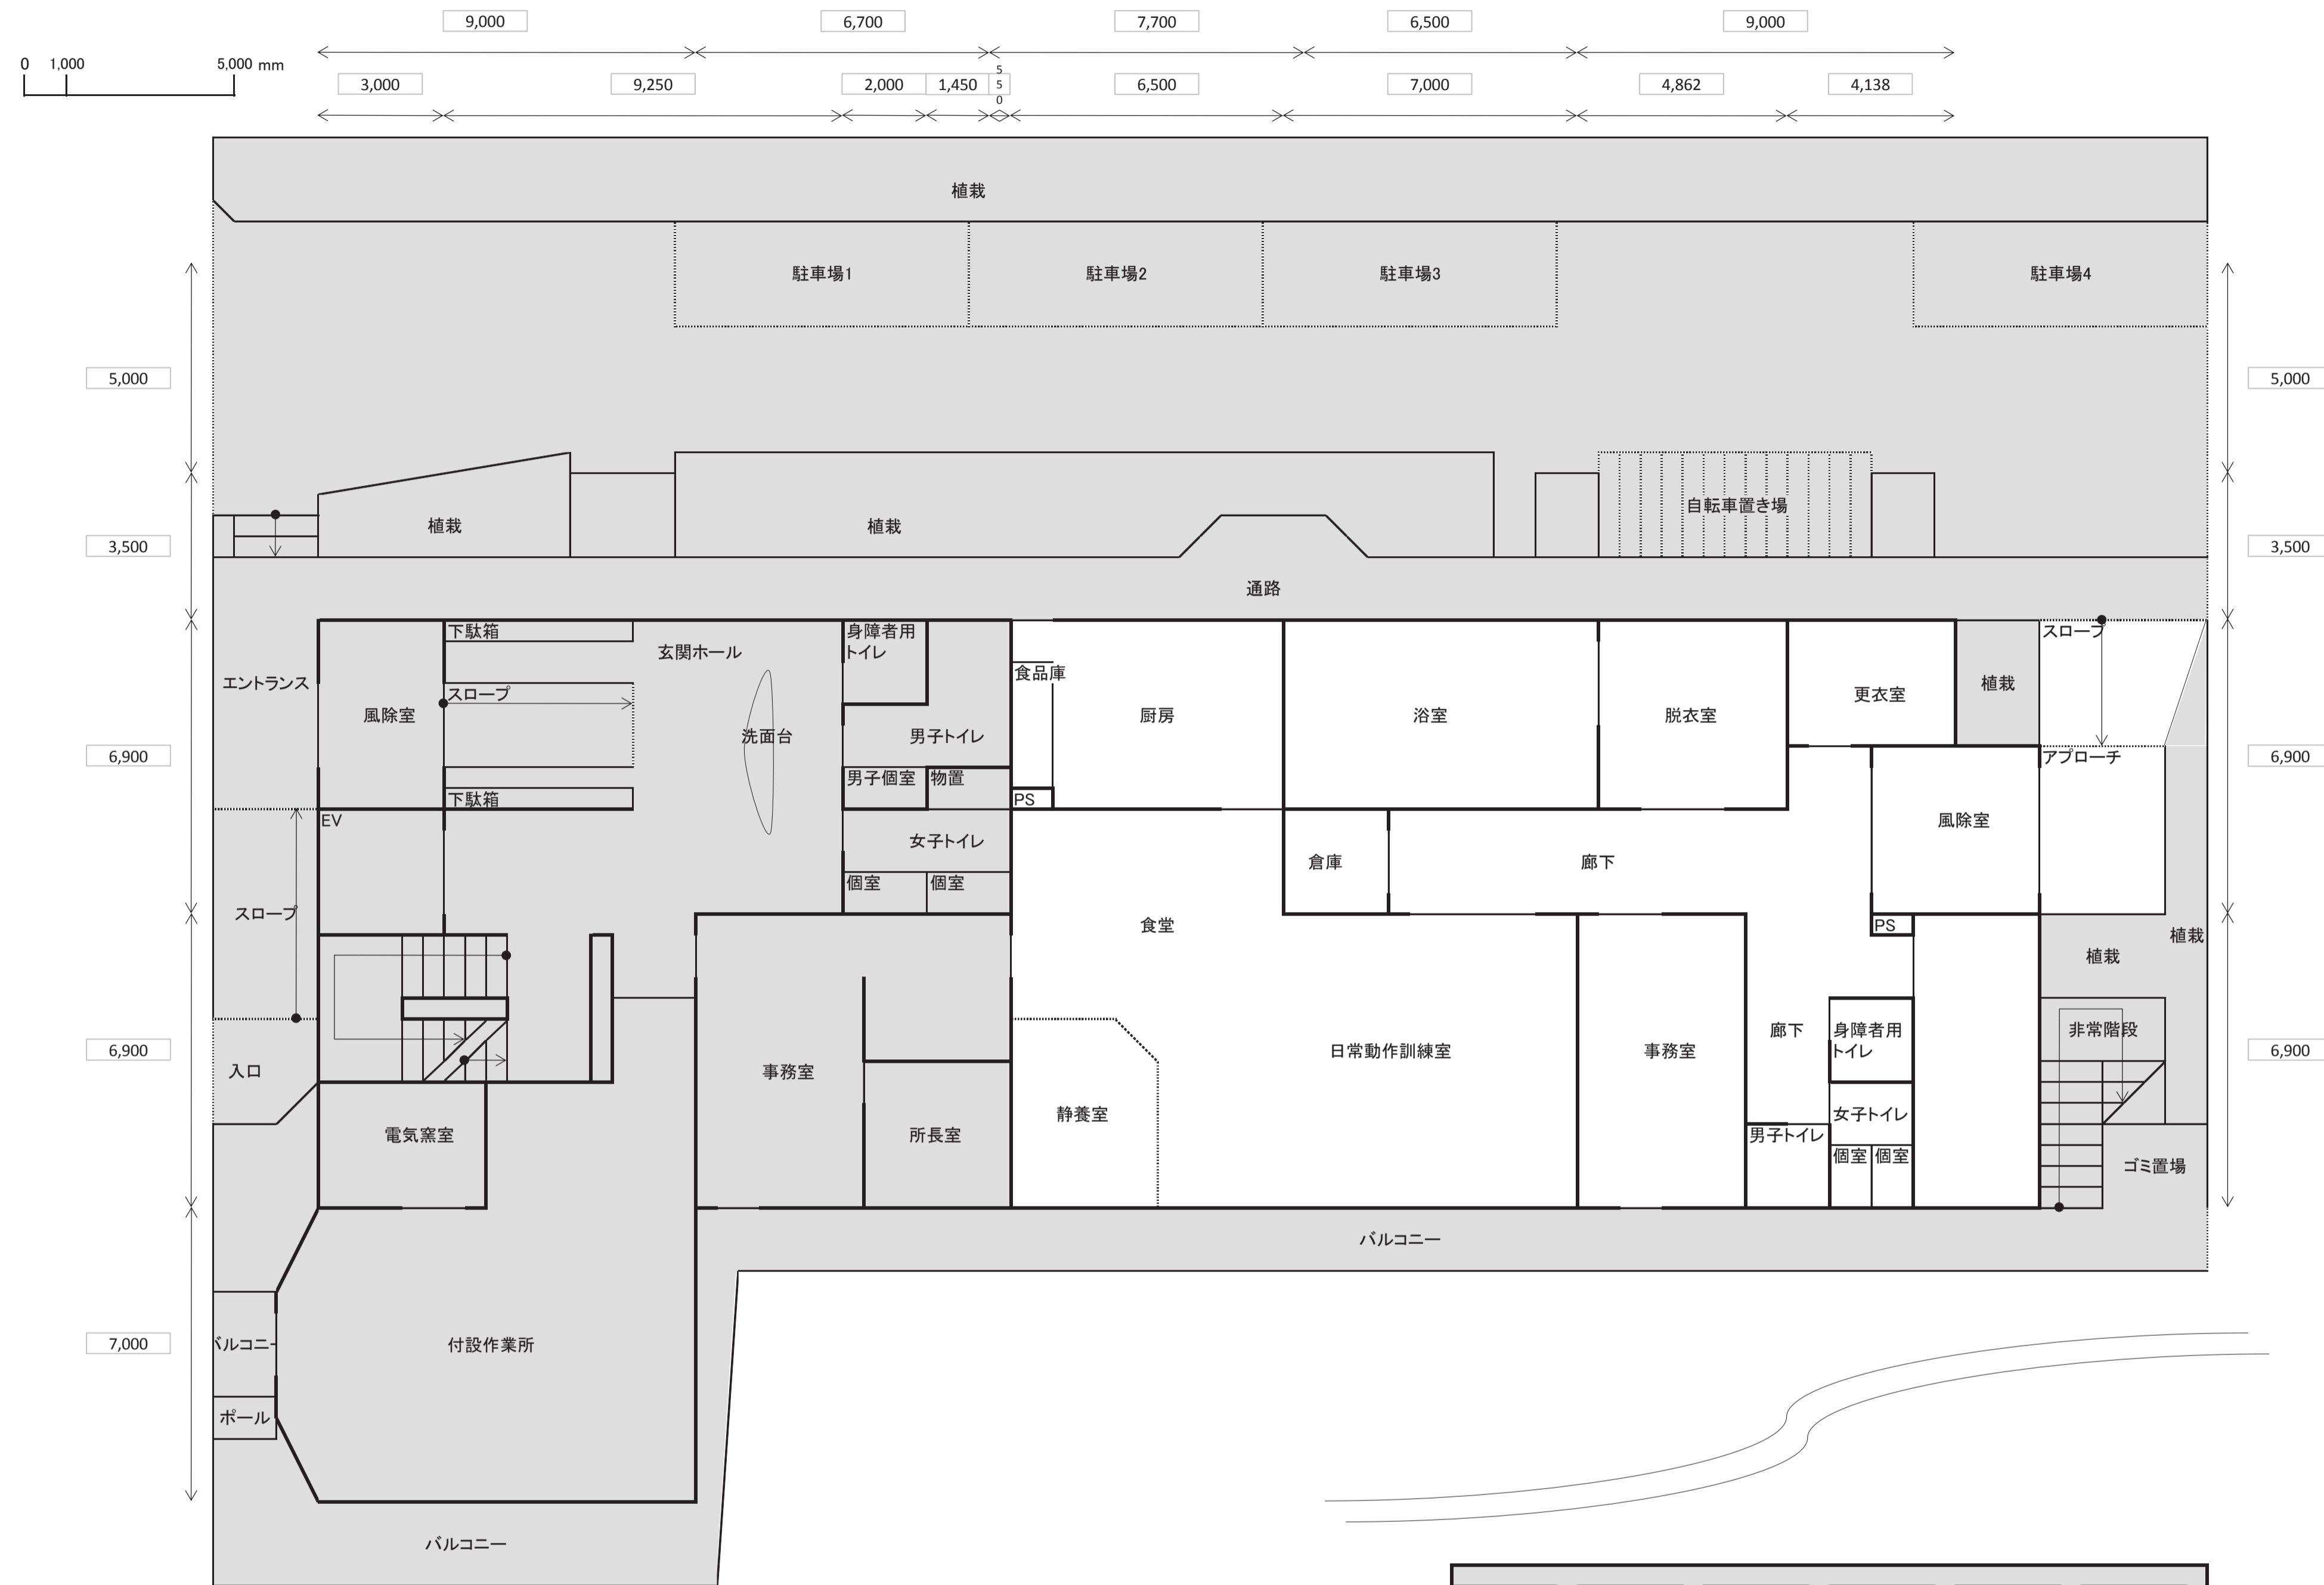 9,000
6,700
7,700
6,500
9,000
0 1,000 5,000 mm
3,000
9,250
2,000
1,450
550
6,500
7,000
4,862
4,138
植栽
駐車場1
駐車場2
駐車場3
駐車場4
5,000
5,000
植栽
植栽
自転車置き場
3,500
3,500
通路
下駄箱
玄関ホール
身障者用
トイレ
スロープ
エントランス
風除室
スロープ
食品庫
厨房
浴室
脱衣室
更衣室
植栽
洗面台
男子トイレ
6,900
6,900
アプローチ
下駄箱
男子個室
物置
PS
EV
女子トイレ
風除室
倉庫
廊下
個室
個室
スロープ
食堂
PS
植栽
植栽
6,900
6,900
入口
事務室
日常動作訓練室
事務室
廊下
身障者用
トイレ
非常階段
電気窯室
所長室
静養室
男子トイレ
女子トイレ
個室
個室
ゴミ置場
バルコニー
7,000
バルコニー
付設作業所
ポール
バルコニー